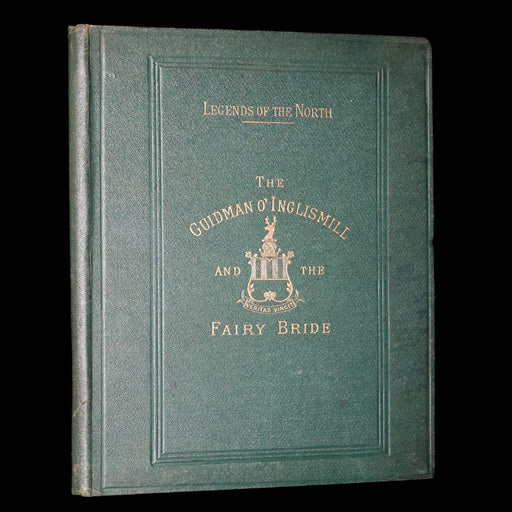 LEGENDS OF THE NORTH
THE
GUIDMAN O' INGLISMILL
AND THE
VERITAS VINCIT
FAIRY BRIDE